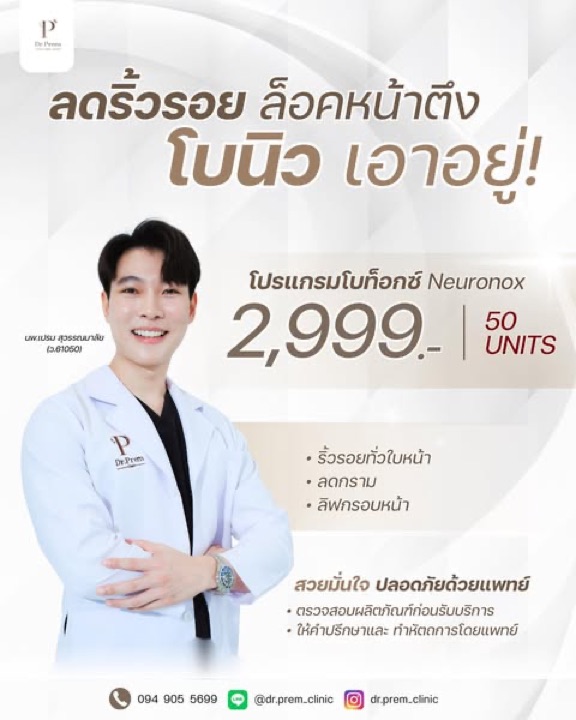 P
Dr.Prem
ลดริ้วรอย ล็อคหน้าตึง
โบนิว เอาอยู่!
โปรแกรมโบท็อกซ์ Neuronox
2,999.-
50
UNITS
นพ.เปรม สุวรรณมาลัย
(ว.61050)
P
Dr.Prem
• ริ้วรอยทั่วใบหน้า
• ลดกราม
• ลิฟกรอบหน้า
สวยมั่นใจ ปลอดภัยด้วยแพทย์
• ตรวจสอบผลิตภัณฑ์ก่อนรับบริการ
• ให้คำปรึกษาและ ทำหัตถการโดยแพทย์
094 905 5699 LINE @dr.prem_clinic dr.prem_clinic